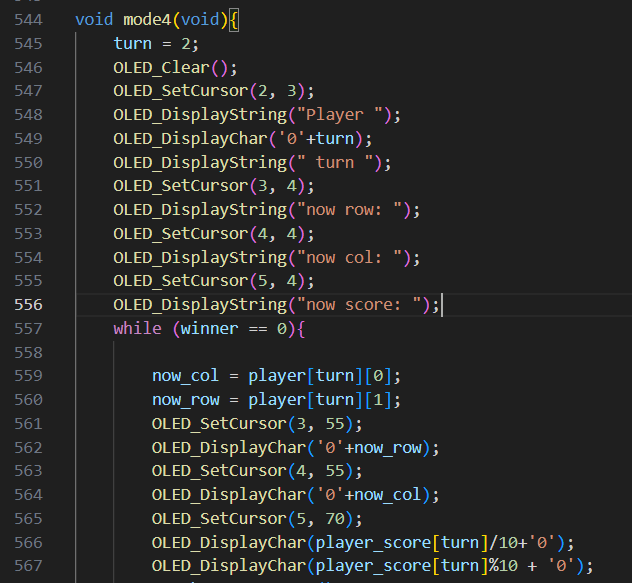 544 void mode4(void){
545     turn = 2;
546     OLED_Clear();
547     OLED_SetCursor(2, 3);
548     OLED_DisplayString("Player ");
549     OLED_DisplayChar('0'+turn);
550     OLED_DisplayString(" turn ");
551     OLED_SetCursor(3, 4);
552     OLED_DisplayString("now row: ");
553     OLED_SetCursor(4, 4);
554     OLED_DisplayString("now col: ");
555     OLED_SetCursor(5, 4);
556     OLED_DisplayString("now score: ");
557     while (winner == 0){
558
559         now_col = player[turn][0];
560         now_row = player[turn][1];
561         OLED_SetCursor(3, 55);
562         OLED_DisplayChar('0'+now_row);
563         OLED_SetCursor(4, 55);
564         OLED_DisplayChar('0'+now_col);
565         OLED_SetCursor(5, 70);
566         OLED_DisplayChar(player_score[turn]/10+'0');
567         OLED_DisplayChar(player_score[turn]%10 + '0');